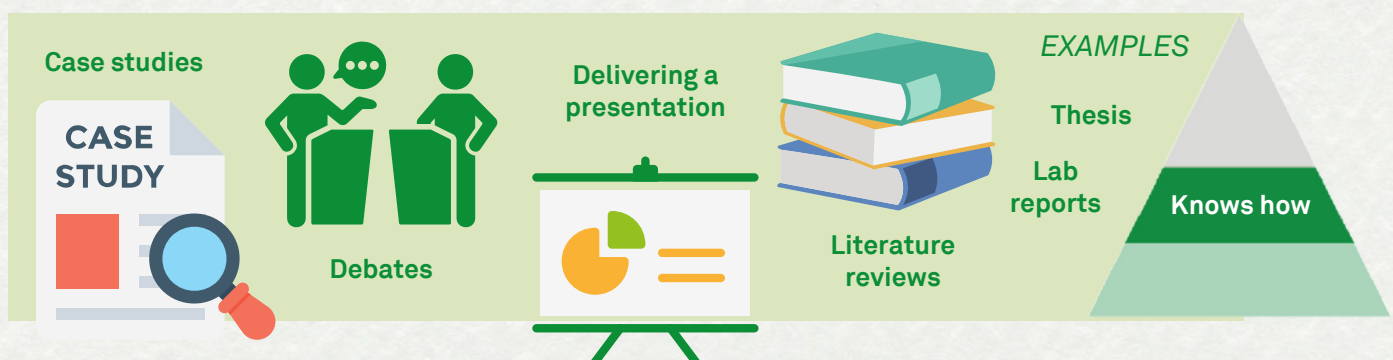 Case studies
CASE
STUDY
Debates
Delivering a
presentation
Literature
reviews
EXAMPLES
Thesis
Lab
reports
Knows how